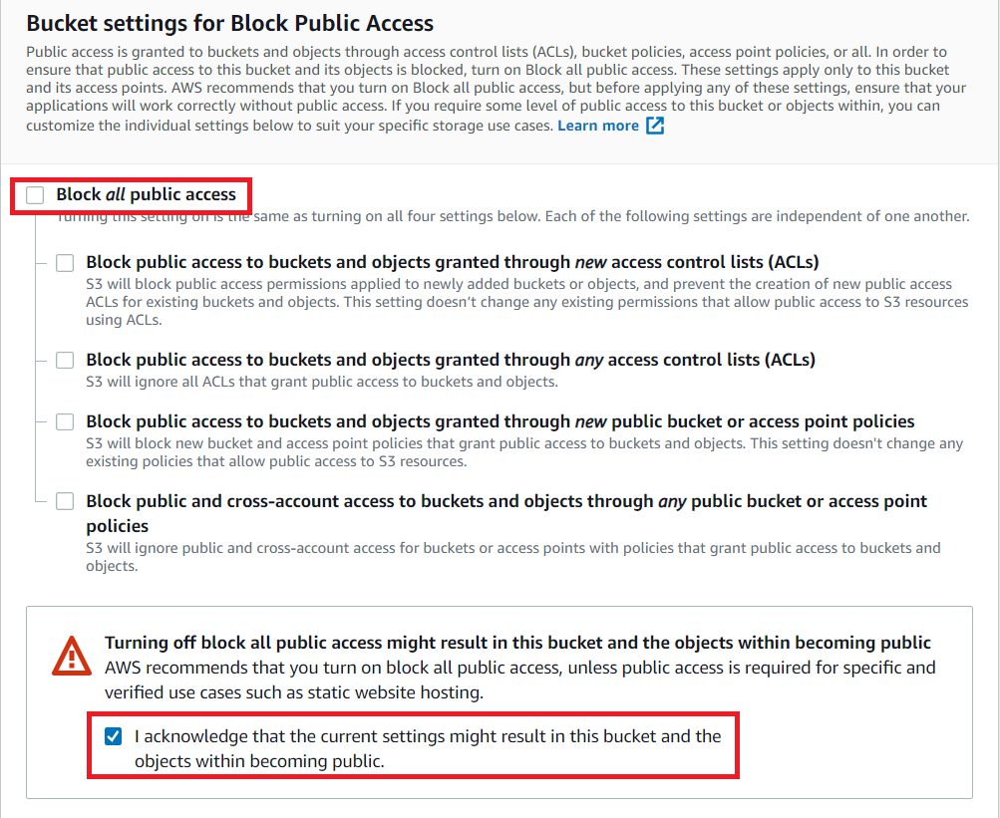 Bucket settings for Block Public Access
Public access is granted to buckets and objects through access control lists (ACLs), bucket policies, access point policies, or all. In order to
ensure that public access to this bucket and its objects is blocked, turn on Block all public access. These settings apply only to this bucket
and its access points. AWS recommends that you turn on Block all public access, but before applying any of these settings, ensure that your
applications will work correctly without public access. If you require some level of public access to this bucket or objects within, you can
customize the individual settings below to suit your specific storage use cases. Learn more
Block all public access
Turning this setting on is the same as turning on all four settings below. Each of the following settings are independent of one another.
Block public access to buckets and objects granted through new access control lists (ACLs)
S3 will block public access permissions applied to newly added buckets or objects, and prevent the creation of new public access
ACLs for existing buckets and objects. This setting doesn't change any existing permissions that allow public access to S3 resources
using ACLs.
Block public access to buckets and objects granted through any access control lists (ACLs)
S3 will ignore all ACLs that grant public access to buckets and objects.
Block public access to buckets and objects granted through new public bucket or access point policies
S3 will block new bucket and access point policies that grant public access to buckets and objects. This setting doesn't change any
existing policies that allow public access to S3 resources.
Block public and cross-account access to buckets and objects through any public bucket or access point
policies
S3 will ignore public and cross-account access for buckets or access points with policies that grant public access to buckets and
objects.
Turning off block all public access might result in this bucket and the objects within becoming public
AWS recommends that you turn on block all public access, unless public access is required for specific and
verified use cases such as static website hosting.
I acknowledge that the current settings might result in this bucket and the
objects within becoming public.